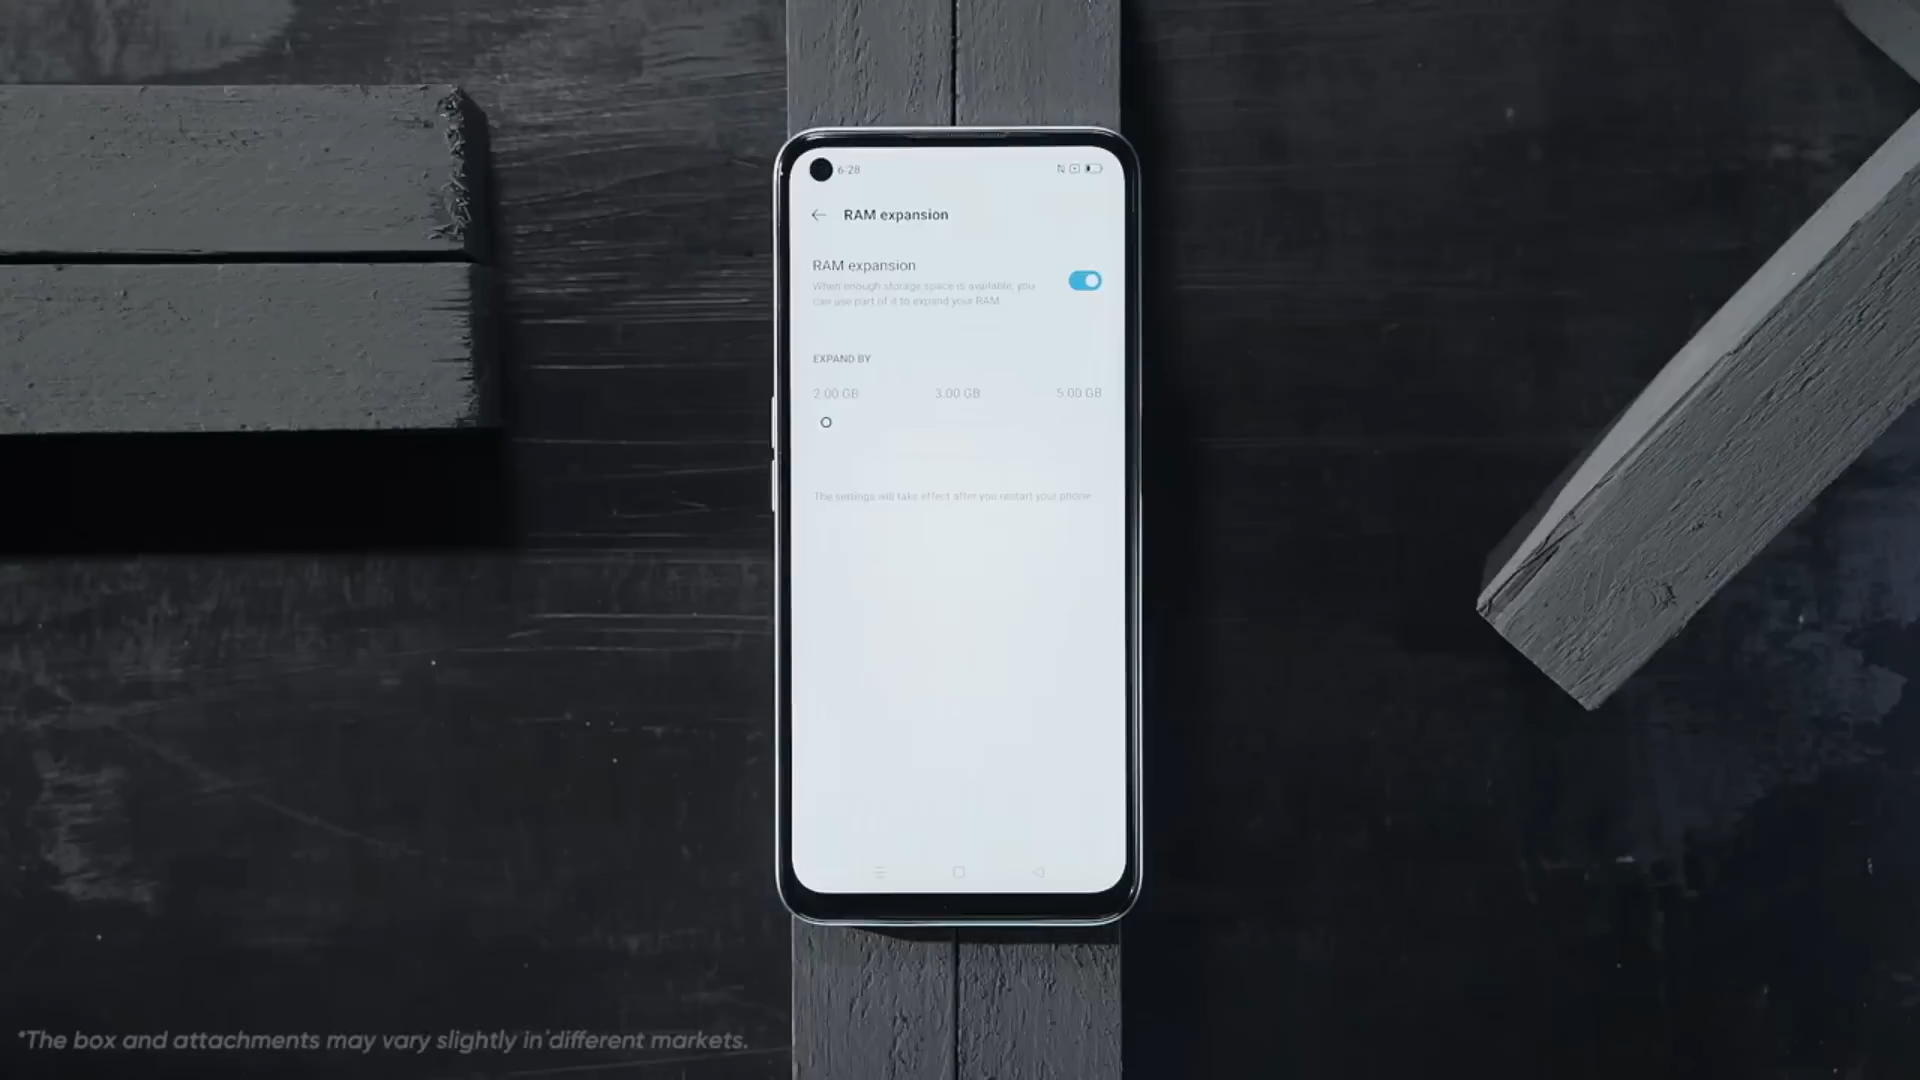 6:28
RAM expansion
RAM expansion
When enough storage space is available, you
can use part of it to expand your RAM.
EXPAND BY
2.00 GB 3.00 GB 5.00 GB
The settings will take effect after you restart your phone
*The box and attachments may vary slightly in different markets.